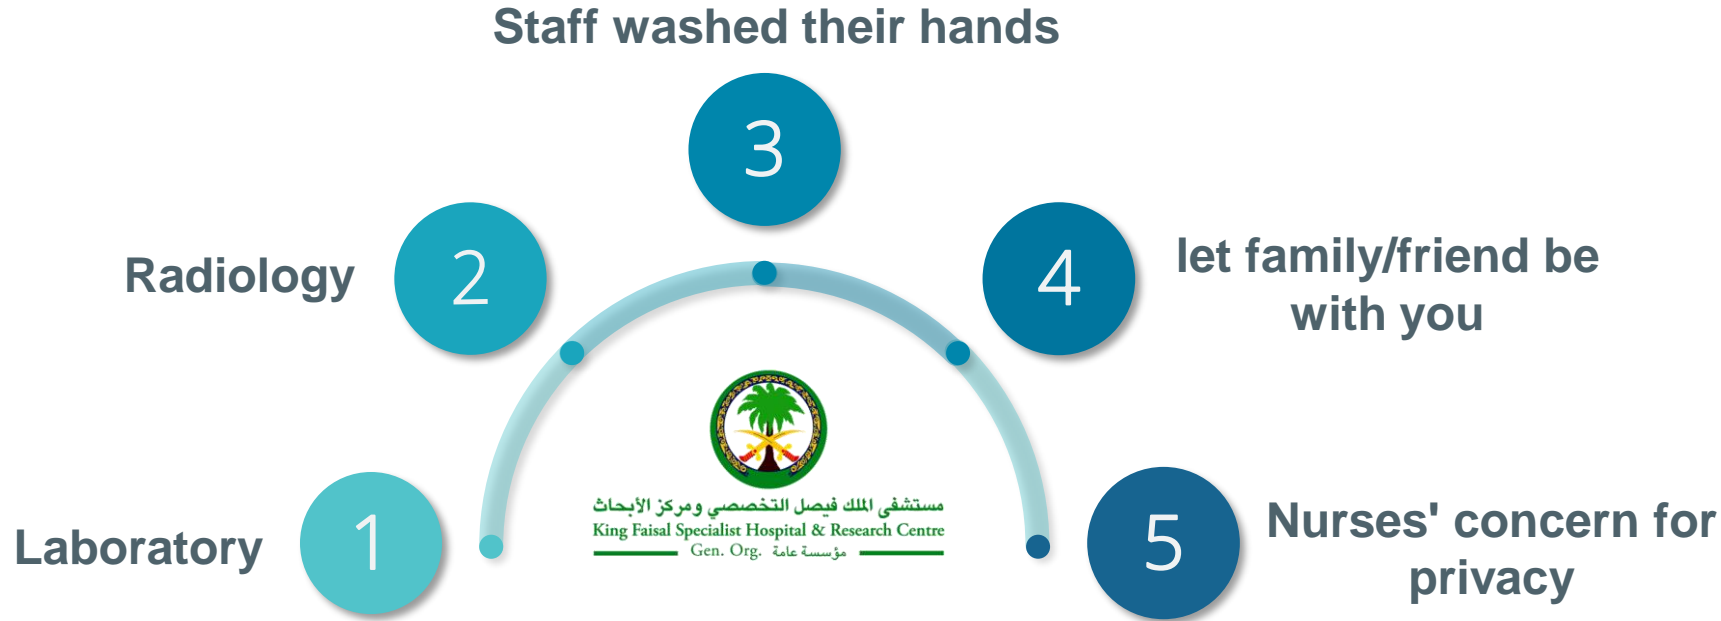 Staff washed their hands
3
Radiology
2
4
let family/friend be
with you
مستشفى الملك فيصل التخصصي ومركز الأبحاث
King Faisal Specialist Hospital & Research Centre
Gen. Org. مؤسسة عامة
Laboratory
1
5
Nurses' concern for
privacy